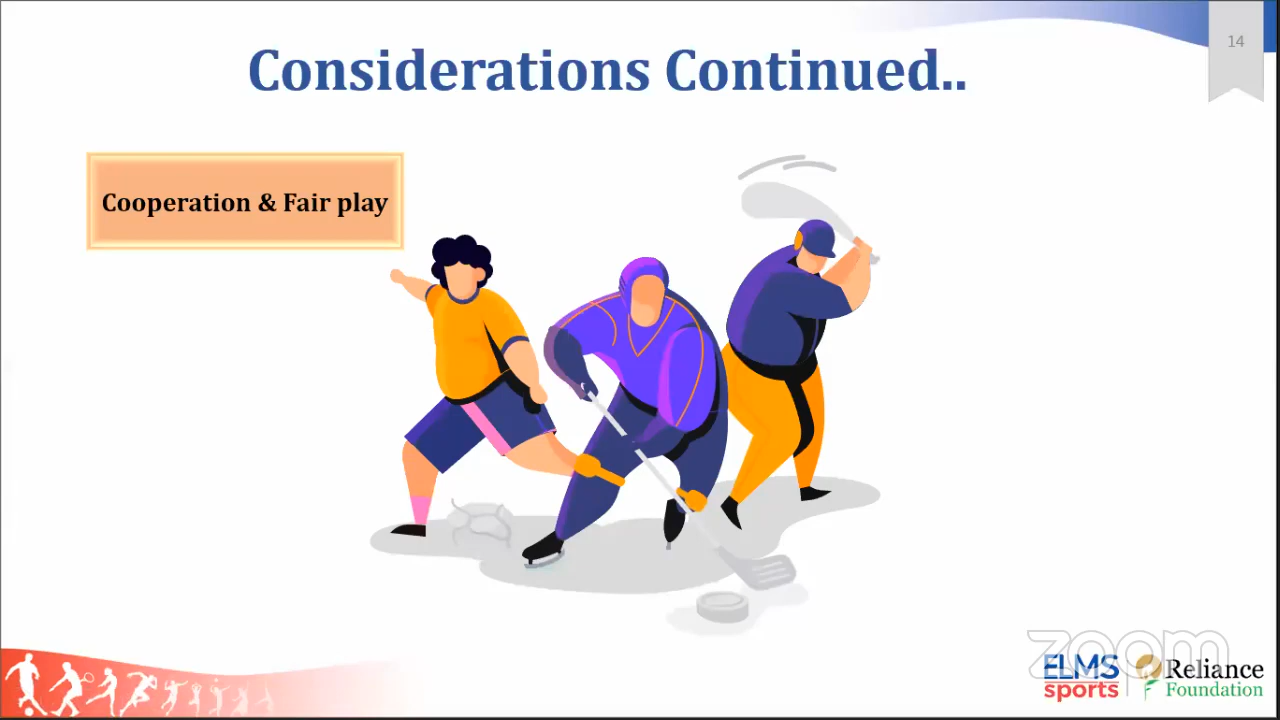 14
Considerations Continued..
Cooperation & Fair play
zoom
ELMS
sports
Reliance
Foundation